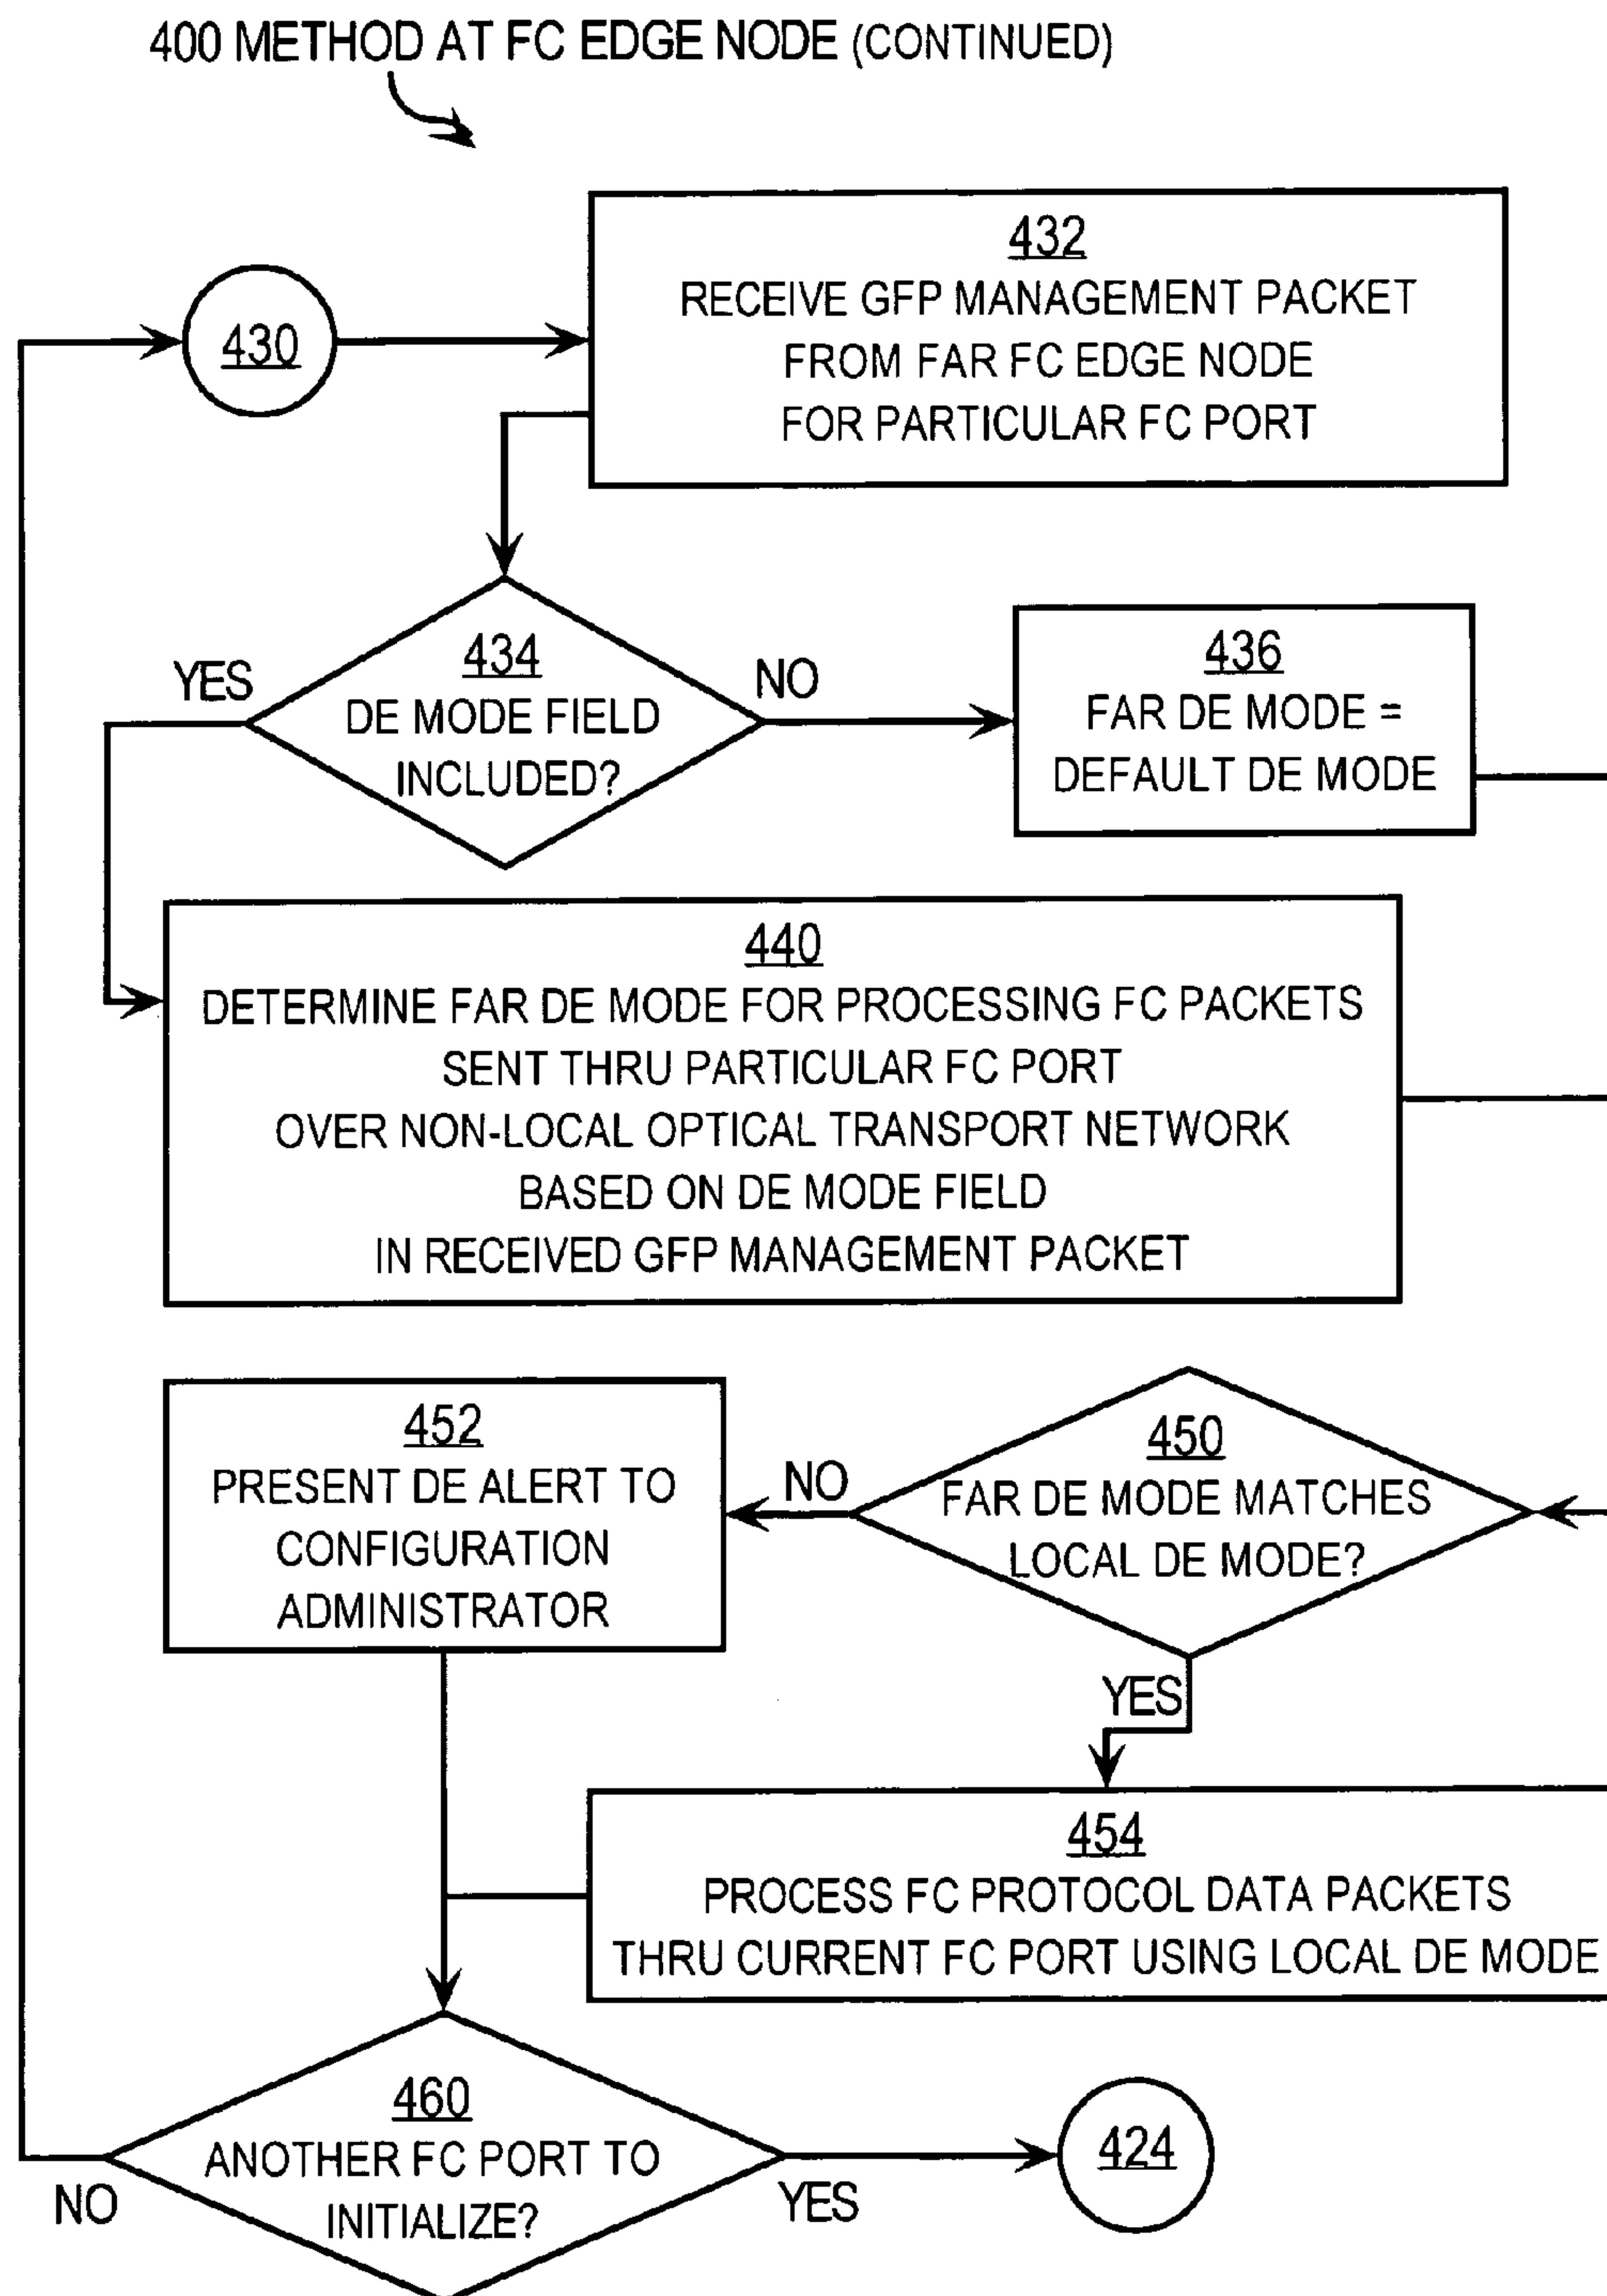 400 METHOD AT FC EDGE NODE (CONTINUED)
430
432
RECEIVE GFP MANAGEMENT PACKET
FROM FAR FC EDGE NODE
FOR PARTICULAR FC PORT
434
DE MODE FIELD
INCLUDED?
YES
NO
436
FAR DE MODE =
DEFAULT DE MODE
440
DETERMINE FAR DE MODE FOR PROCESSING FC PACKETS
SENT THRU PARTICULAR FC PORT
OVER NON-LOCAL OPTICAL TRANSPORT NETWORK
BASED ON DE MODE FIELD
IN RECEIVED GFP MANAGEMENT PACKET
450
FAR DE MODE MATCHES
LOCAL DE MODE?
NO
YES
452
PRESENT DE ALERT TO
CONFIGURATION
ADMINISTRATOR
454
PROCESS FC PROTOCOL DATA PACKETS
THRU CURRENT FC PORT USING LOCAL DE MODE
460
ANOTHER FC PORT TO
INITIALIZE?
NO
YES
424